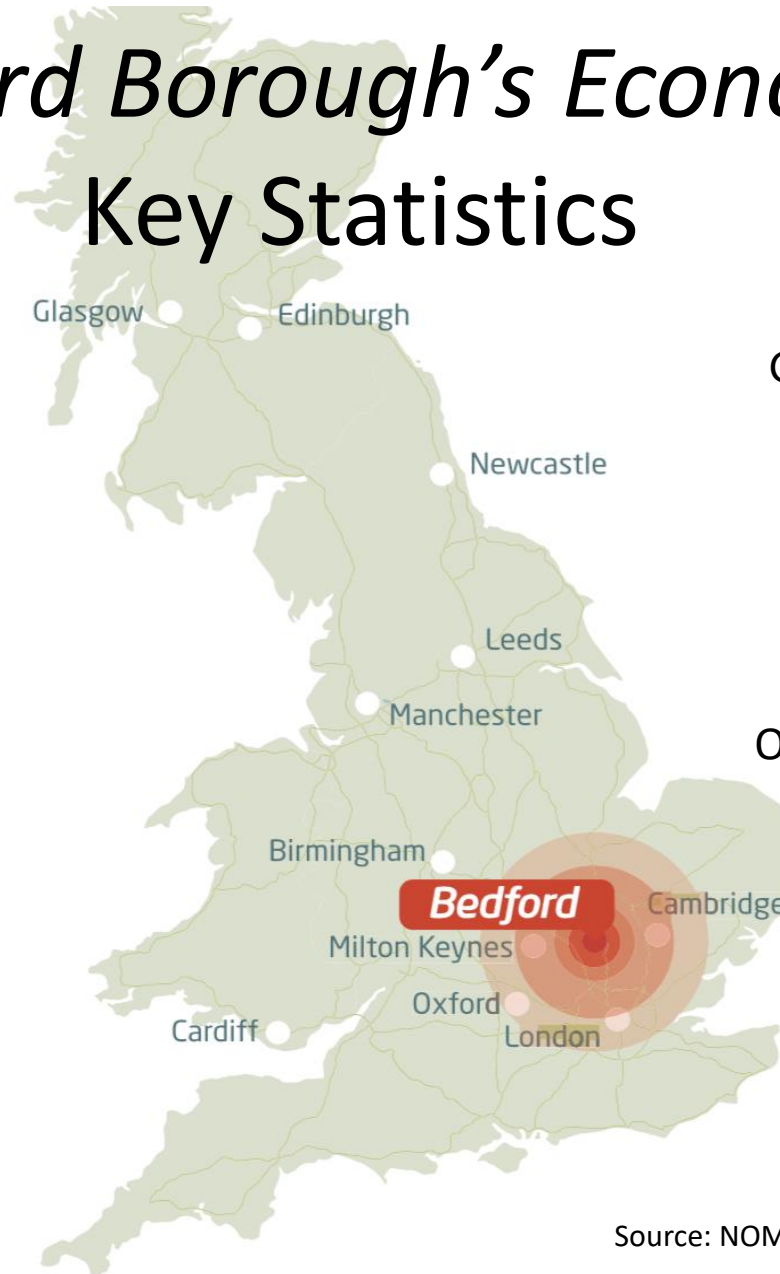 rd Borough's Econo
Key Statistics
Glasgow
Edinburgh
Newcastle
Leeds
Manchester
Birmingham
Bedford
Cambridge
Milton Keynes
Oxford
London
Cardiff
Source: NOM